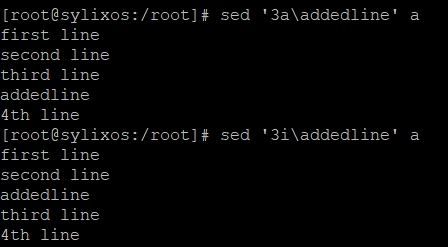 [root@sylixos:/root]# sed '3a\addedline' a
first line
second line
third line
addedline
4th line
[root@sylixos:/root]# sed '3i\addedline' a
first line
second line
addedline
third line
4th line